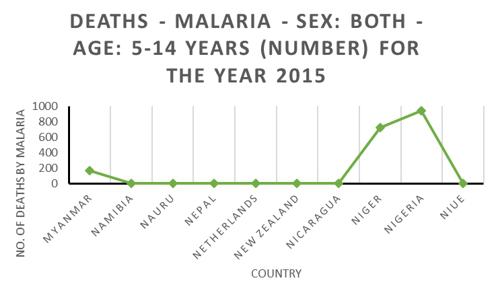 DEATHS - MALARIA - SEX: BOTH -
AGE: 5-14 YEARS (NUMBER) FOR
THE YEAR 2015
NO. OF DEATHS BY MALARIA
1000
800
600
400
200
0
MYANMAR
NAMIBIA
NAURU
NEPAL
NETHERLANDS
NEW ZEALAND
NICARAGUA
NIGER
NIGERIA
NIUE
COUNTRY